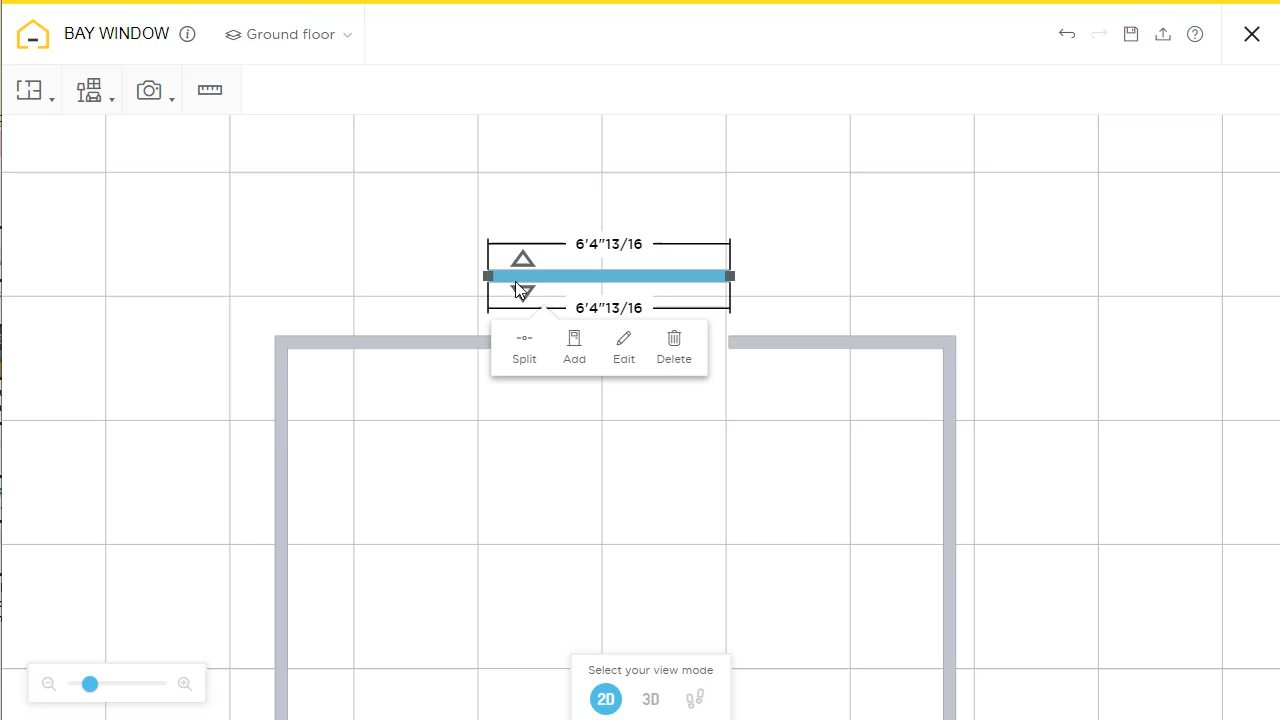 BAY WINDOW
Ground floor
6'4"13/16
6'4"13/16
Split Add Edit Delete
Select your view mode
2D 3D